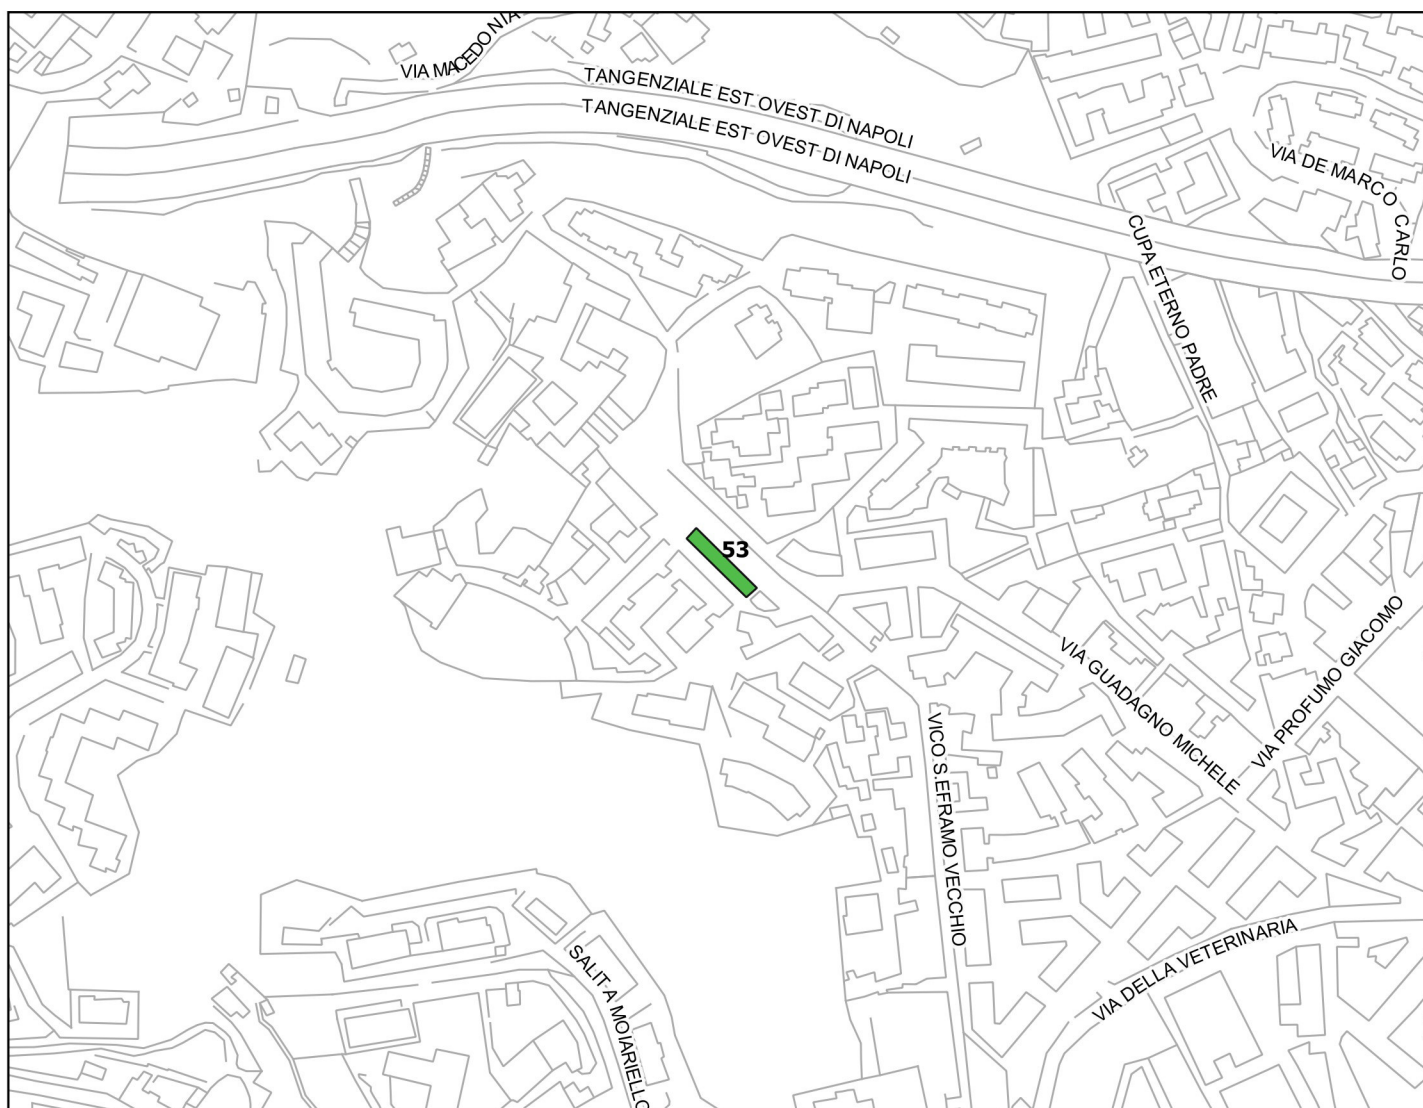 VIA MACEDONIA
TANGENZIALE EST OVEST DI NAPOLI
TANGENZIALE EST OVEST DI NAPOLI
VIA DE MARCO CARLO
CUPA ETERNO PADRE
53
VIA GUADAGNO MICHELE
VIA PROFUMO GIACOMO
VICO S.EFRAMO VECCHIO
VIA DELLA VETERINARIA
SALITA MOIARIELLO